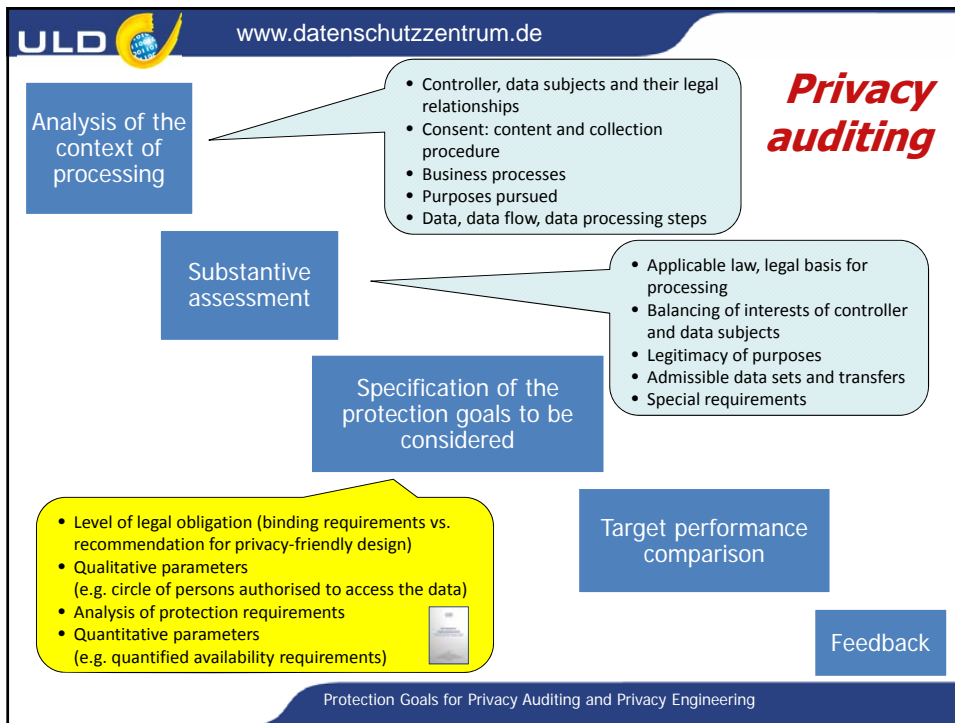 ULD
www.datenschutzzentrum.de
Privacy
auditing
Analysis of the
context of
processing
• Controller, data subjects and their legal
relationships
• Consent: content and collection
procedure
• Business processes
• Purposes pursued
• Data, data flow, data processing steps
Substantive
assessment
• Applicable law, legal basis for
processing
• Balancing of interests of controller
and data subjects
• Legitimacy of purposes
• Admissible data sets and transfers
• Special requirements
Specification of the
protection goals to be
considered
• Level of legal obligation (binding requirements vs.
recommendation for privacy-friendly design)
• Qualitative parameters
(e.g. circle of persons authorised to access the data)
• Analysis of protection requirements
• Quantitative parameters
(e.g. quantified availability requirements)
Target performance
comparison
Feedback
Protection Goals for Privacy Auditing and Privacy Engineering